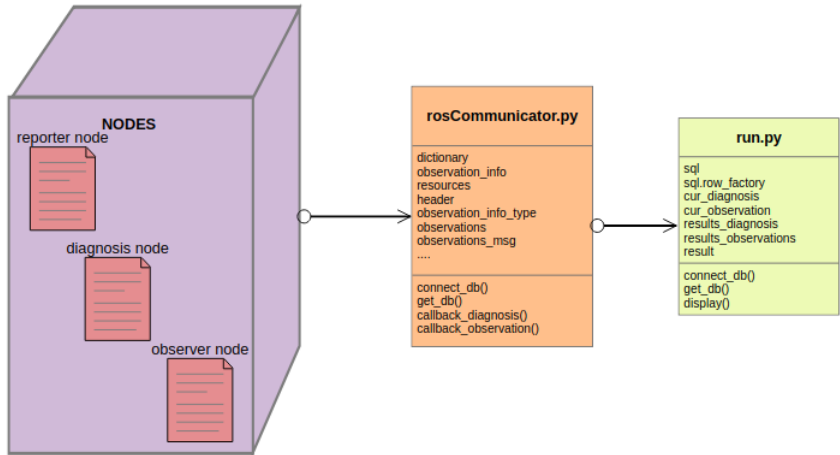 NODES
reporter node
diagnosis node
observer node
rosCommunicator.py
dictionary
observation_info
resources
header
observation_info_type
observations
observations_msg
....
connect_db()
get_db()
callback_diagnosis()
callback_observation()
run.py
sql
sql.row_factory
cur_diagnosis
cur_observation
results_diagnosis
results_observations
result
connect_db()
get_db()
display()